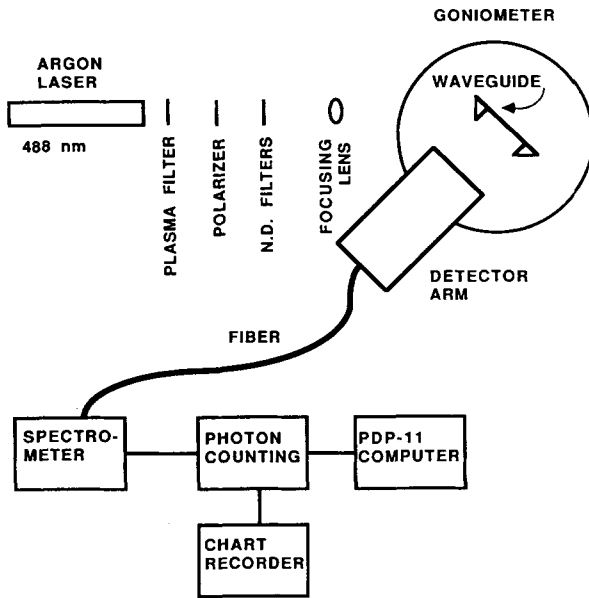 GONIOMETER
ARGON
LASER
WAVEGUIDE
488 nm
PLASMA FILTER
POLARIZER
N.D. FILTERS
FOCUSING
LENS
DETECTOR
ARM
FIBER
SPECTRO-
METER
PHOTON
COUNTING
PDP-11
COMPUTER
CHART
RECORDER